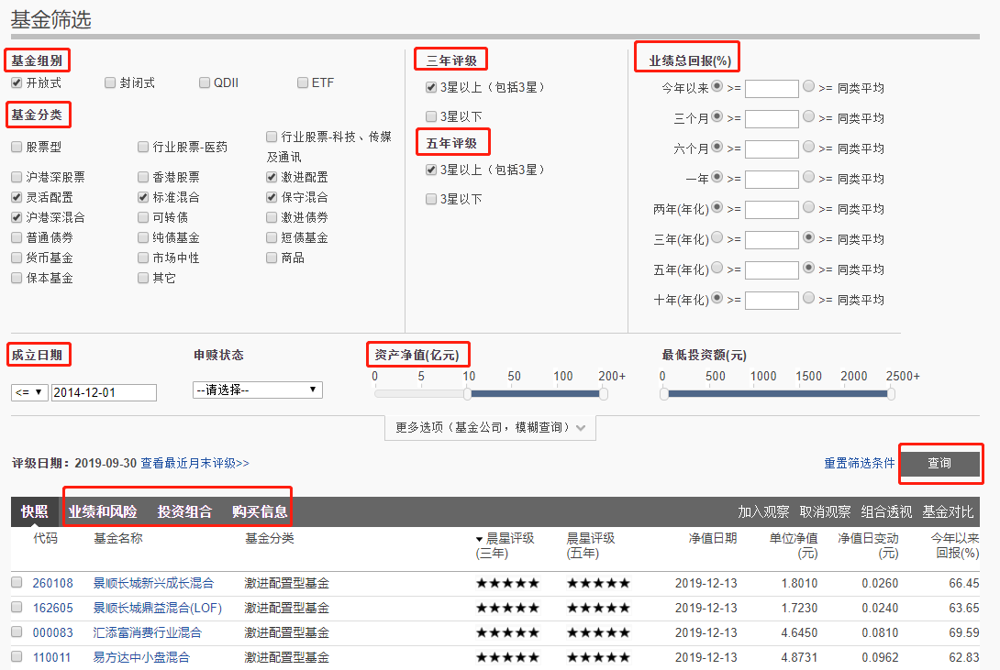 基金筛选
基金组别
开放式 封闭式 QDII ETF
基金分类
股票型 行业股票-医药 行业股票-科技、传媒及通讯
沪港深股票 香港股票 激进配置
灵活配置 标准混合 保守混合
沪港深混合 可转债 激进债券
普通债券 纯债基金 短债基金
货币基金 市场中性 商品
保本基金 其它
三年评级
3星以上（包括3星）
3星以下
五年评级
3星以上（包括3星）
3星以下
业绩总回报(%)
今年以来 >= >= 同类平均
三个月 >= >= 同类平均
六个月 >= >= 同类平均
一年 >= >= 同类平均
两年(年化) >= >= 同类平均
三年(年化) >= >= 同类平均
五年(年化) >= >= 同类平均
十年(年化) >= >= 同类平均
成立日期 申赎状态 资产净值(亿元) 最低投资额(元)
0 5 10 50 100 200+ 0 500 1000 1500 2000 2500+
<= 2014-12-01 --请选择--
更多选项（基金公司，模糊查询）
评级日期：2019-09-30 查看最近月末评级>> 重置筛选条件 查询
快照 业绩和风险 投资组合 购买信息 加入观察 取消观察 组合透视 基金对比
代码 基金名称 基金分类 晨星评级(三年) 晨星评级(五年) 净值日期 单位净值(元) 净值日变动(元) 今年以来回报(%)
260108 景顺长城新兴成长混合 激进配置型基金 ★★★★★ ★★★★★ 2019-12-13 1.8010 0.0260 66.45
162605 景顺长城鼎益混合(LOF) 激进配置型基金 ★★★★★ ★★★★★ 2019-12-13 1.7230 0.0240 63.65
000083 汇添富消费行业混合 激进配置型基金 ★★★★★ ★★★★★ 2019-12-13 4.6450 0.0810 69.59
110011 易方达中小盘混合 激进配置型基金 ★★★★★ ★★★★★ 2019-12-13 4.8731 0.0962 62.83